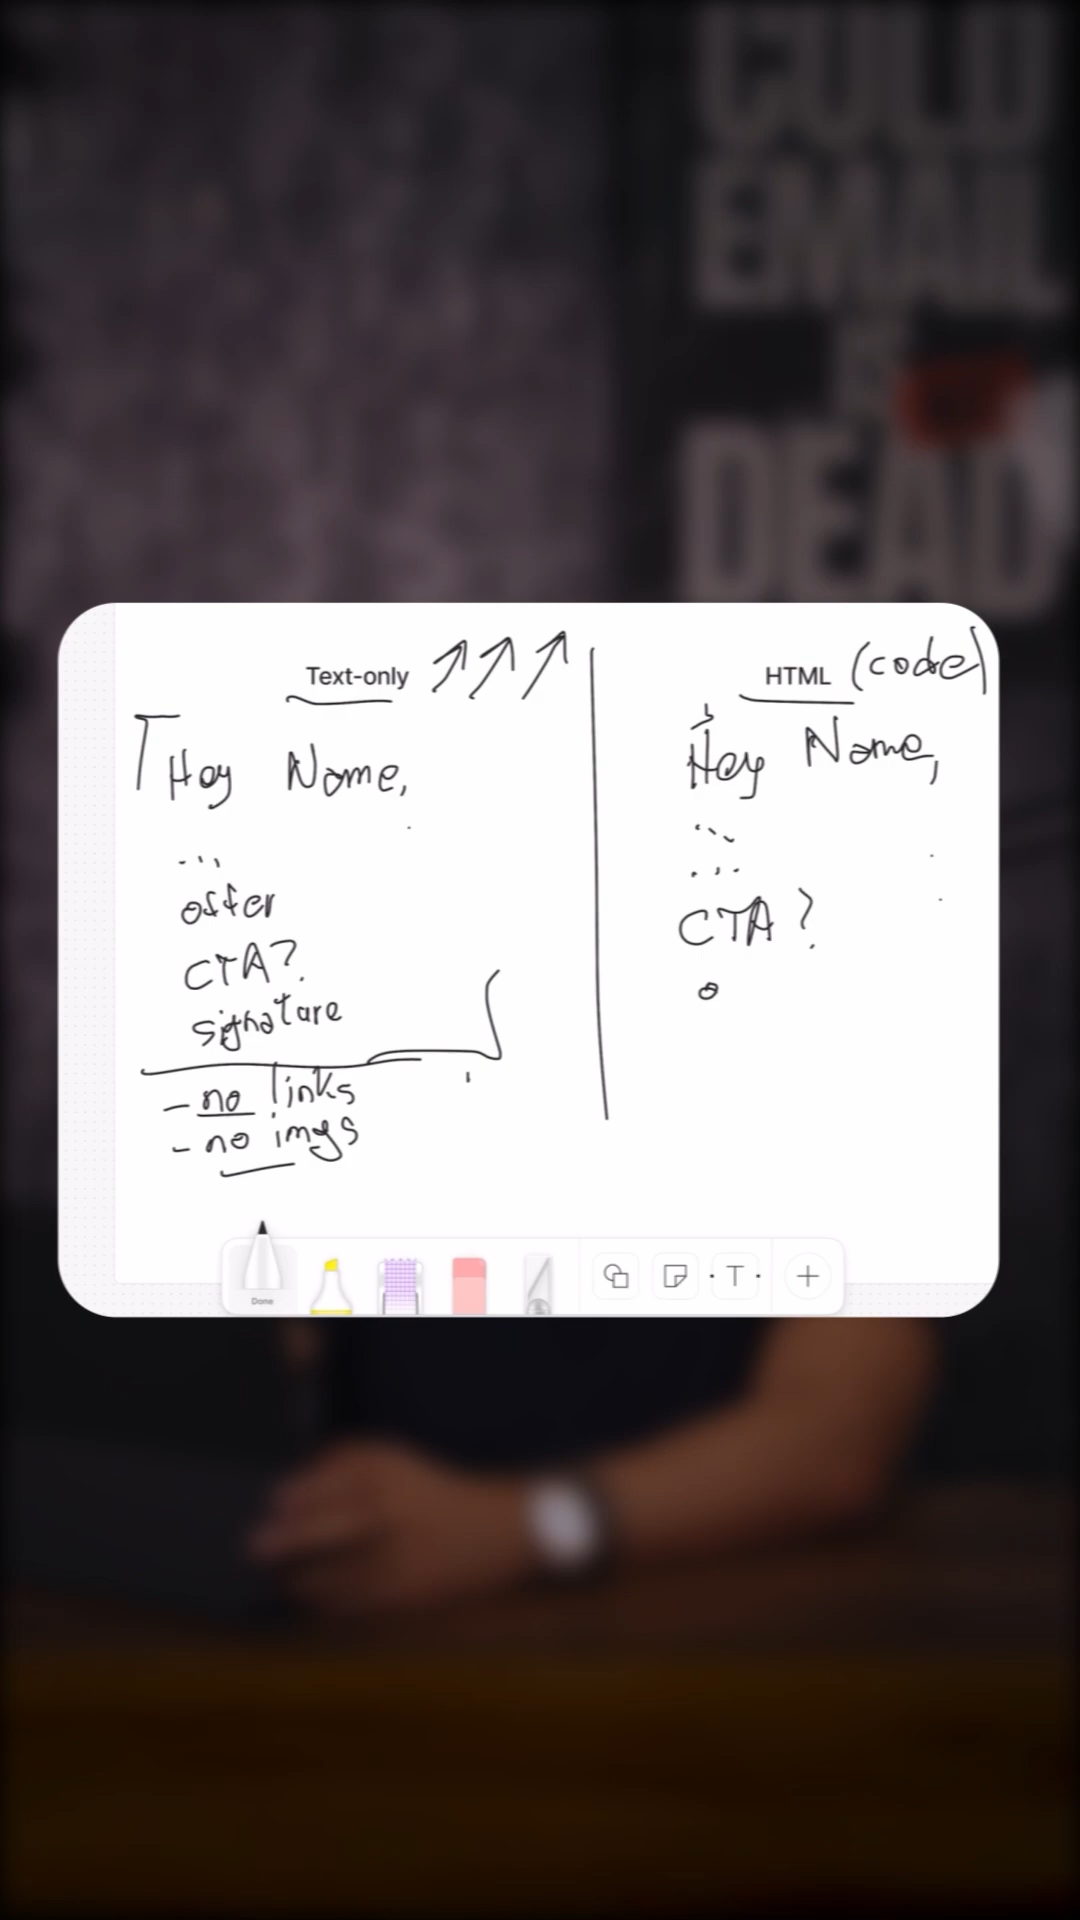 COLD
EMAIL
IS
DEAD
Text-only
Hey Name,
...
offer
CTA?
signature
- no links
- no imgs
HTML (code)
Hey Name,
...
...
CTA?
Done
T